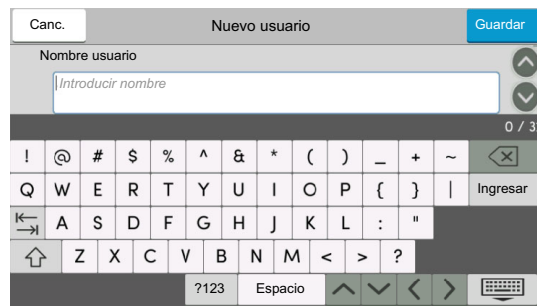 Canc. Nuevo usuario Guardar
Nombre usuario
Introducir nombre
0 / 3
! @ # $ % ^ & * ( ) _ + ~
Q W E R T Y U I O P { } | Ingresar
A S D F G H J K L : "
Z X C V B N M < > ?
?123 Espacio